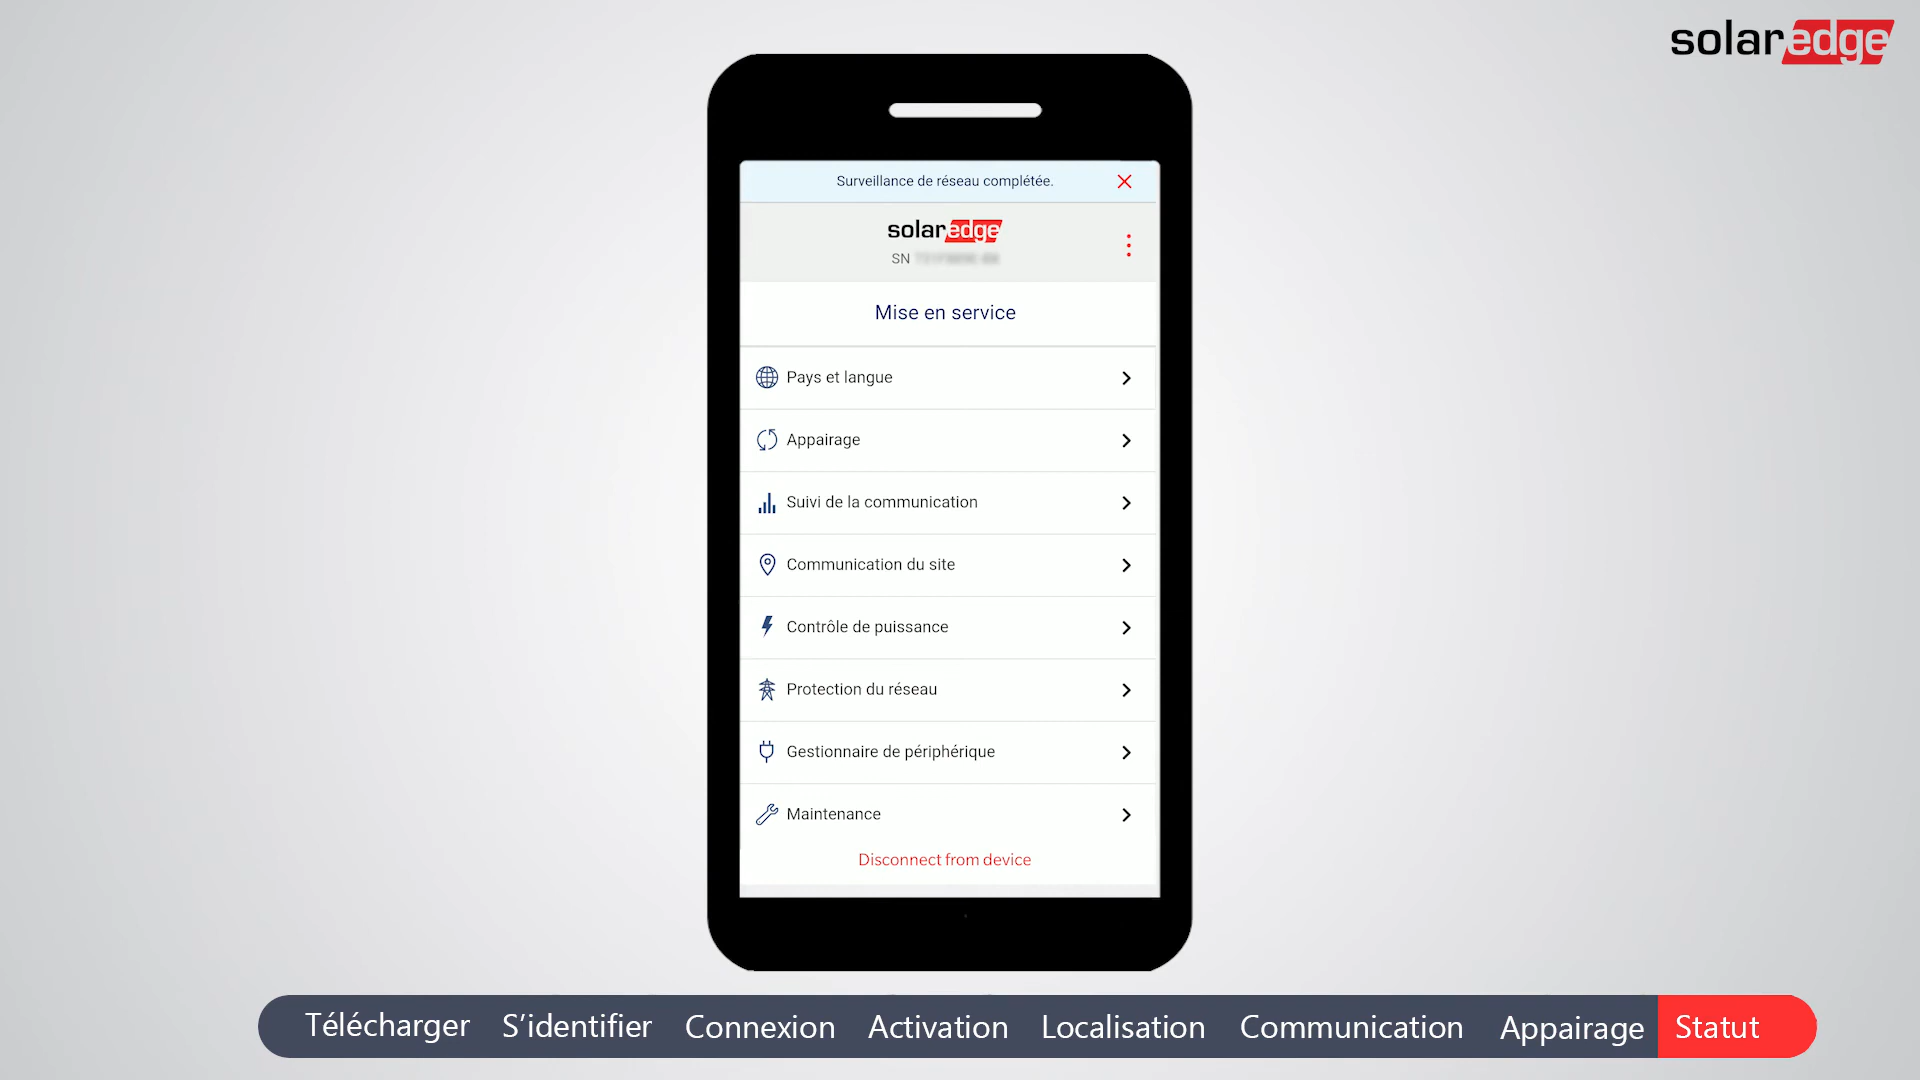 solaredge
Surveillance de réseau complétée.
solaredge
SN
Mise en service
Pays et langue
Appairage
Suivi de la communication
Communication du site
Contrôle de puissance
Protection du réseau
Gestionnaire de périphérique
Maintenance
Disconnect from device
Télécharger S’identifier Connexion Activation Localisation Communication Appairage Statut